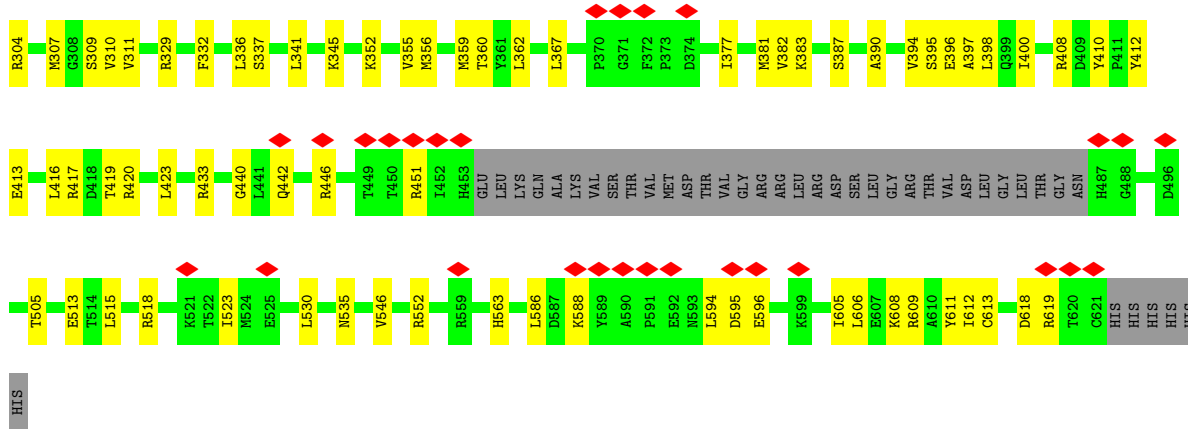 R304 M307 G308 S309 V310 V311 R329 F332 L336 S337 L341 K345 K352 V355 M356 M359 T360 Y361 L362 L367 P370 G371 F372 P373 D374 I377 M381 V382 K383 S387 A390 V394 S395 E396 A397 L398 Q399 I400 R408 D409 Y410 P411 Y412
E413 L416 R417 D418 T419 R420 L423 R433 G440 L441 Q442 R446 T449 T450 R451 I452 H453 GLU LEU LYS GLN ALA LYS VAL SER THR VAL MET ASP THR VAL GLY ARG ARG LEU LEU ARG ASP SER LEU GLY ARG THR VAL ASP LEU GLY LEU THR GLY ASN H487 G488 D496
T505 E513 T514 L515 R518 K521 T522 I523 M524 E525 L530 N535 V546 R552 R559 H563 L586 D587 K588 Y589 A590 P591 E592 N593 L594 D595 E596 K599 I605 L606 E607 K608 R609 A610 Y611 I612 C613 D618 R619 T620 C621 HIS HIS HIS HIS HIS
HIS